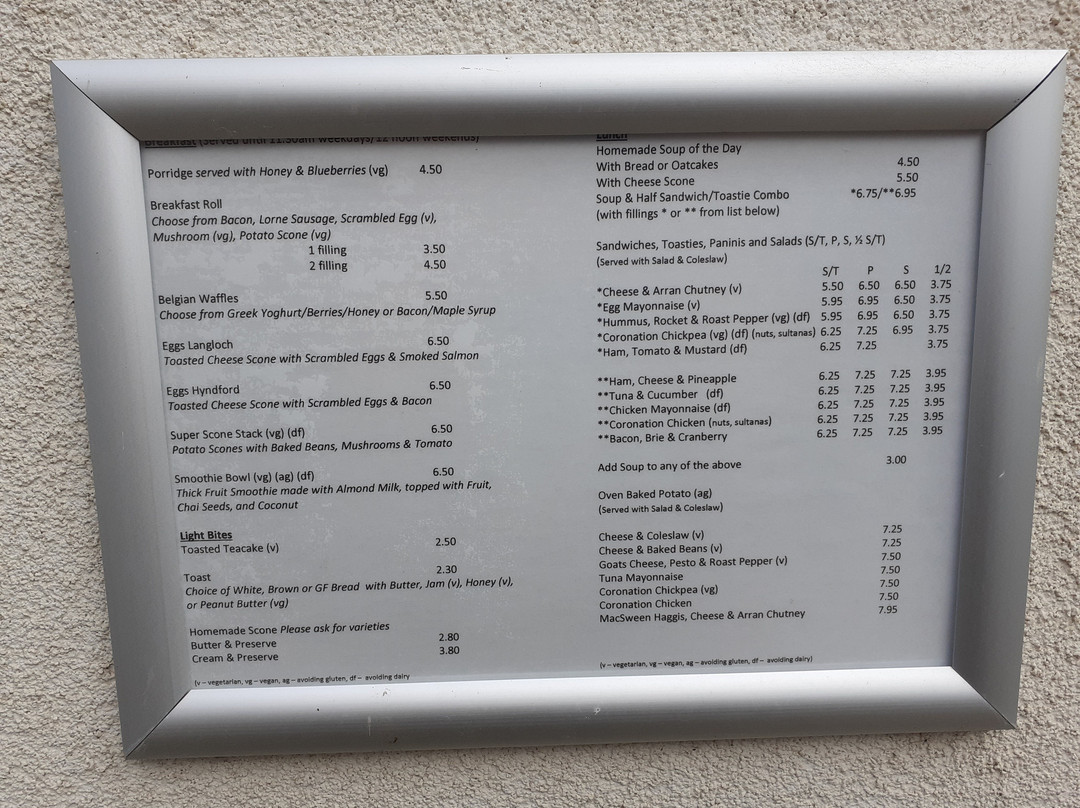 Breakfast (Served until 11.30am weekdays/12 noon weekends)
Porridge served with Honey & Blueberries (vg) 4.50
Breakfast Roll
Choose from Bacon, Lorne Sausage, Scrambled Egg (v),
Mushroom (vg), Potato Scone (vg)
1 filling 3.50
2 filling 4.50
Belgian Waffles 5.50
Choose from Greek Yoghurt/Berries/Honey or Bacon/Maple Syrup
Eggs Langloch 6.50
Toasted Cheese Scone with Scrambled Eggs & Smoked Salmon
Eggs Hyndford 6.50
Toasted Cheese Scone with Scrambled Eggs & Bacon
Super Scone Stack (vg) (df) 6.50
Potato Scones with Baked Beans, Mushrooms & Tomato
Smoothie Bowl (vg) (ag) (df) 6.50
Thick Fruit Smoothie made with Almond Milk, topped with Fruit,
Chai Seeds, and Coconut
Light Bites
Toasted Teacake (v) 2.50
Toast 2.30
Choice of White, Brown or GF Bread with Butter, Jam (v), Honey (v),
or Peanut Butter (vg)
Homemade Scone Please ask for varieties
Butter & Preserve 2.80
Cream & Preserve 3.80
(v – vegetarian, vg – vegan, ag – avoiding gluten, df – avoiding dairy
Lunch
Homemade Soup of the Day
With Bread or Oatcakes 4.50
With Cheese Scone 5.50
Soup & Half Sandwich/Toastie Combo *6.75/**6.95
(with fillings * or ** from list below)
Sandwiches, Toasties, Paninis and Salads (S/T, P, S, ½ S/T)
(Served with Salad & Coleslaw)
S/T P S 1/2
*Cheese & Arran Chutney (v) 5.50 6.50 6.50 3.75
*Egg Mayonnaise (v) 5.95 6.95 6.50 3.75
*Hummus, Rocket & Roast Pepper (vg) (df) 5.95 6.95 6.50 3.75
*Coronation Chickpea (vg) (df) (nuts, sultanas) 6.25 7.25 6.95 3.75
*Ham, Tomato & Mustard (df) 6.25 7.25 3.75
**Ham, Cheese & Pineapple 6.25 7.25 7.25 3.95
**Tuna & Cucumber (df) 6.25 7.25 7.25 3.95
**Chicken Mayonnaise (df) 6.25 7.25 7.25 3.95
**Coronation Chicken (nuts, sultanas) 6.25 7.25 7.25 3.95
**Bacon, Brie & Cranberry 6.25 7.25 7.25 3.95
Add Soup to any of the above 3.00
Oven Baked Potato (ag)
(Served with Salad & Coleslaw)
Cheese & Coleslaw (v) 7.25
Cheese & Baked Beans (v) 7.25
Goats Cheese, Pesto & Roast Pepper (v) 7.50
Tuna Mayonnaise 7.50
Coronation Chickpea (vg) 7.50
Coronation Chicken 7.50
MacSween Haggis, Cheese & Arran Chutney 7.95
(v – vegetarian, vg – vegan, ag – avoiding gluten, df – avoiding dairy)